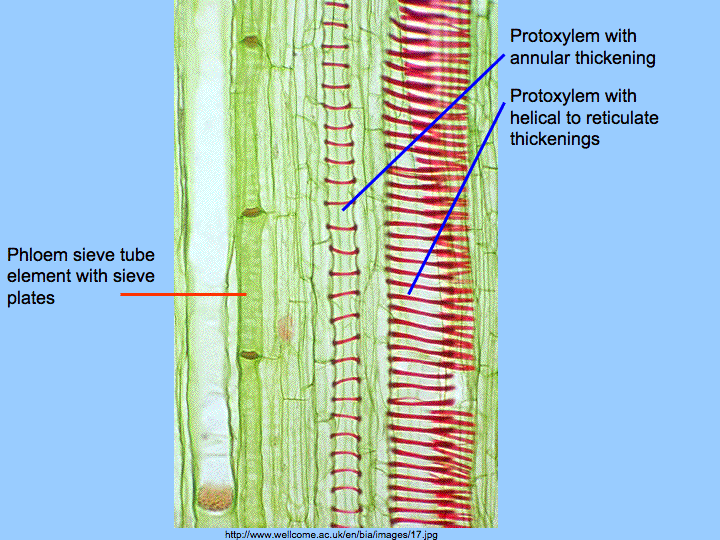 Protoxylem with
annular thickening
Protoxylem with
helical to reticulate
thickenings
Phloem sieve tube
element with sieve
plates
http://www.wellcome.ac.uk/en/bia/images/17.jpg